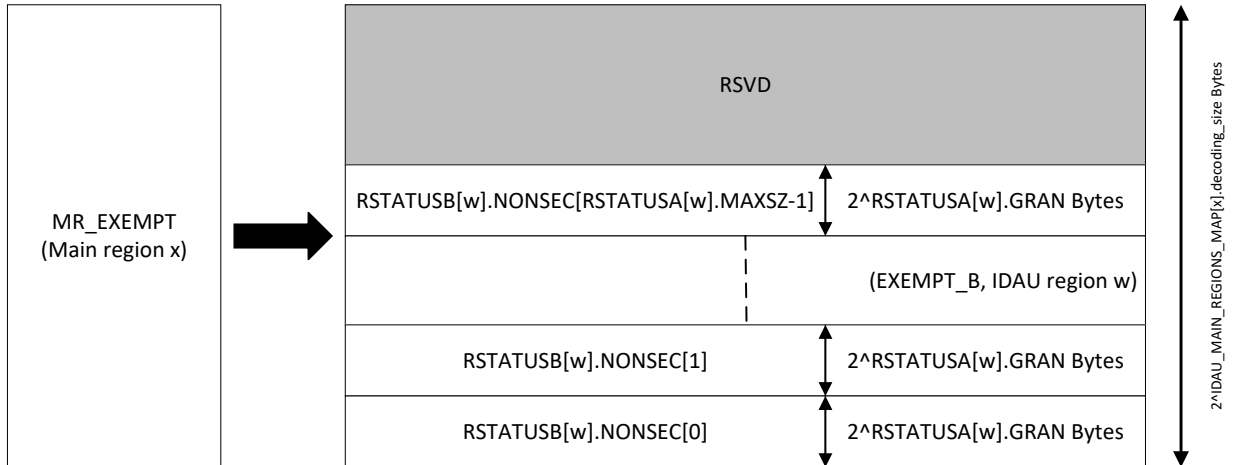 RSVD
RSTATUSB[w].NONSEC[RSTATUSA[w].MAXSZ-1]
2^RSTATUSA[w].GRAN Bytes
MR_EXEMPT
(Main region x)
(EXEMPT_B, IDAU region w)
RSTATUSB[w].NONSEC[1]
2^RSTATUSA[w].GRAN Bytes
RSTATUSB[w].NONSEC[0]
2^RSTATUSA[w].GRAN Bytes
2^IDAU_MAIN_REGIONS_MAP[x].decoding_size Bytes